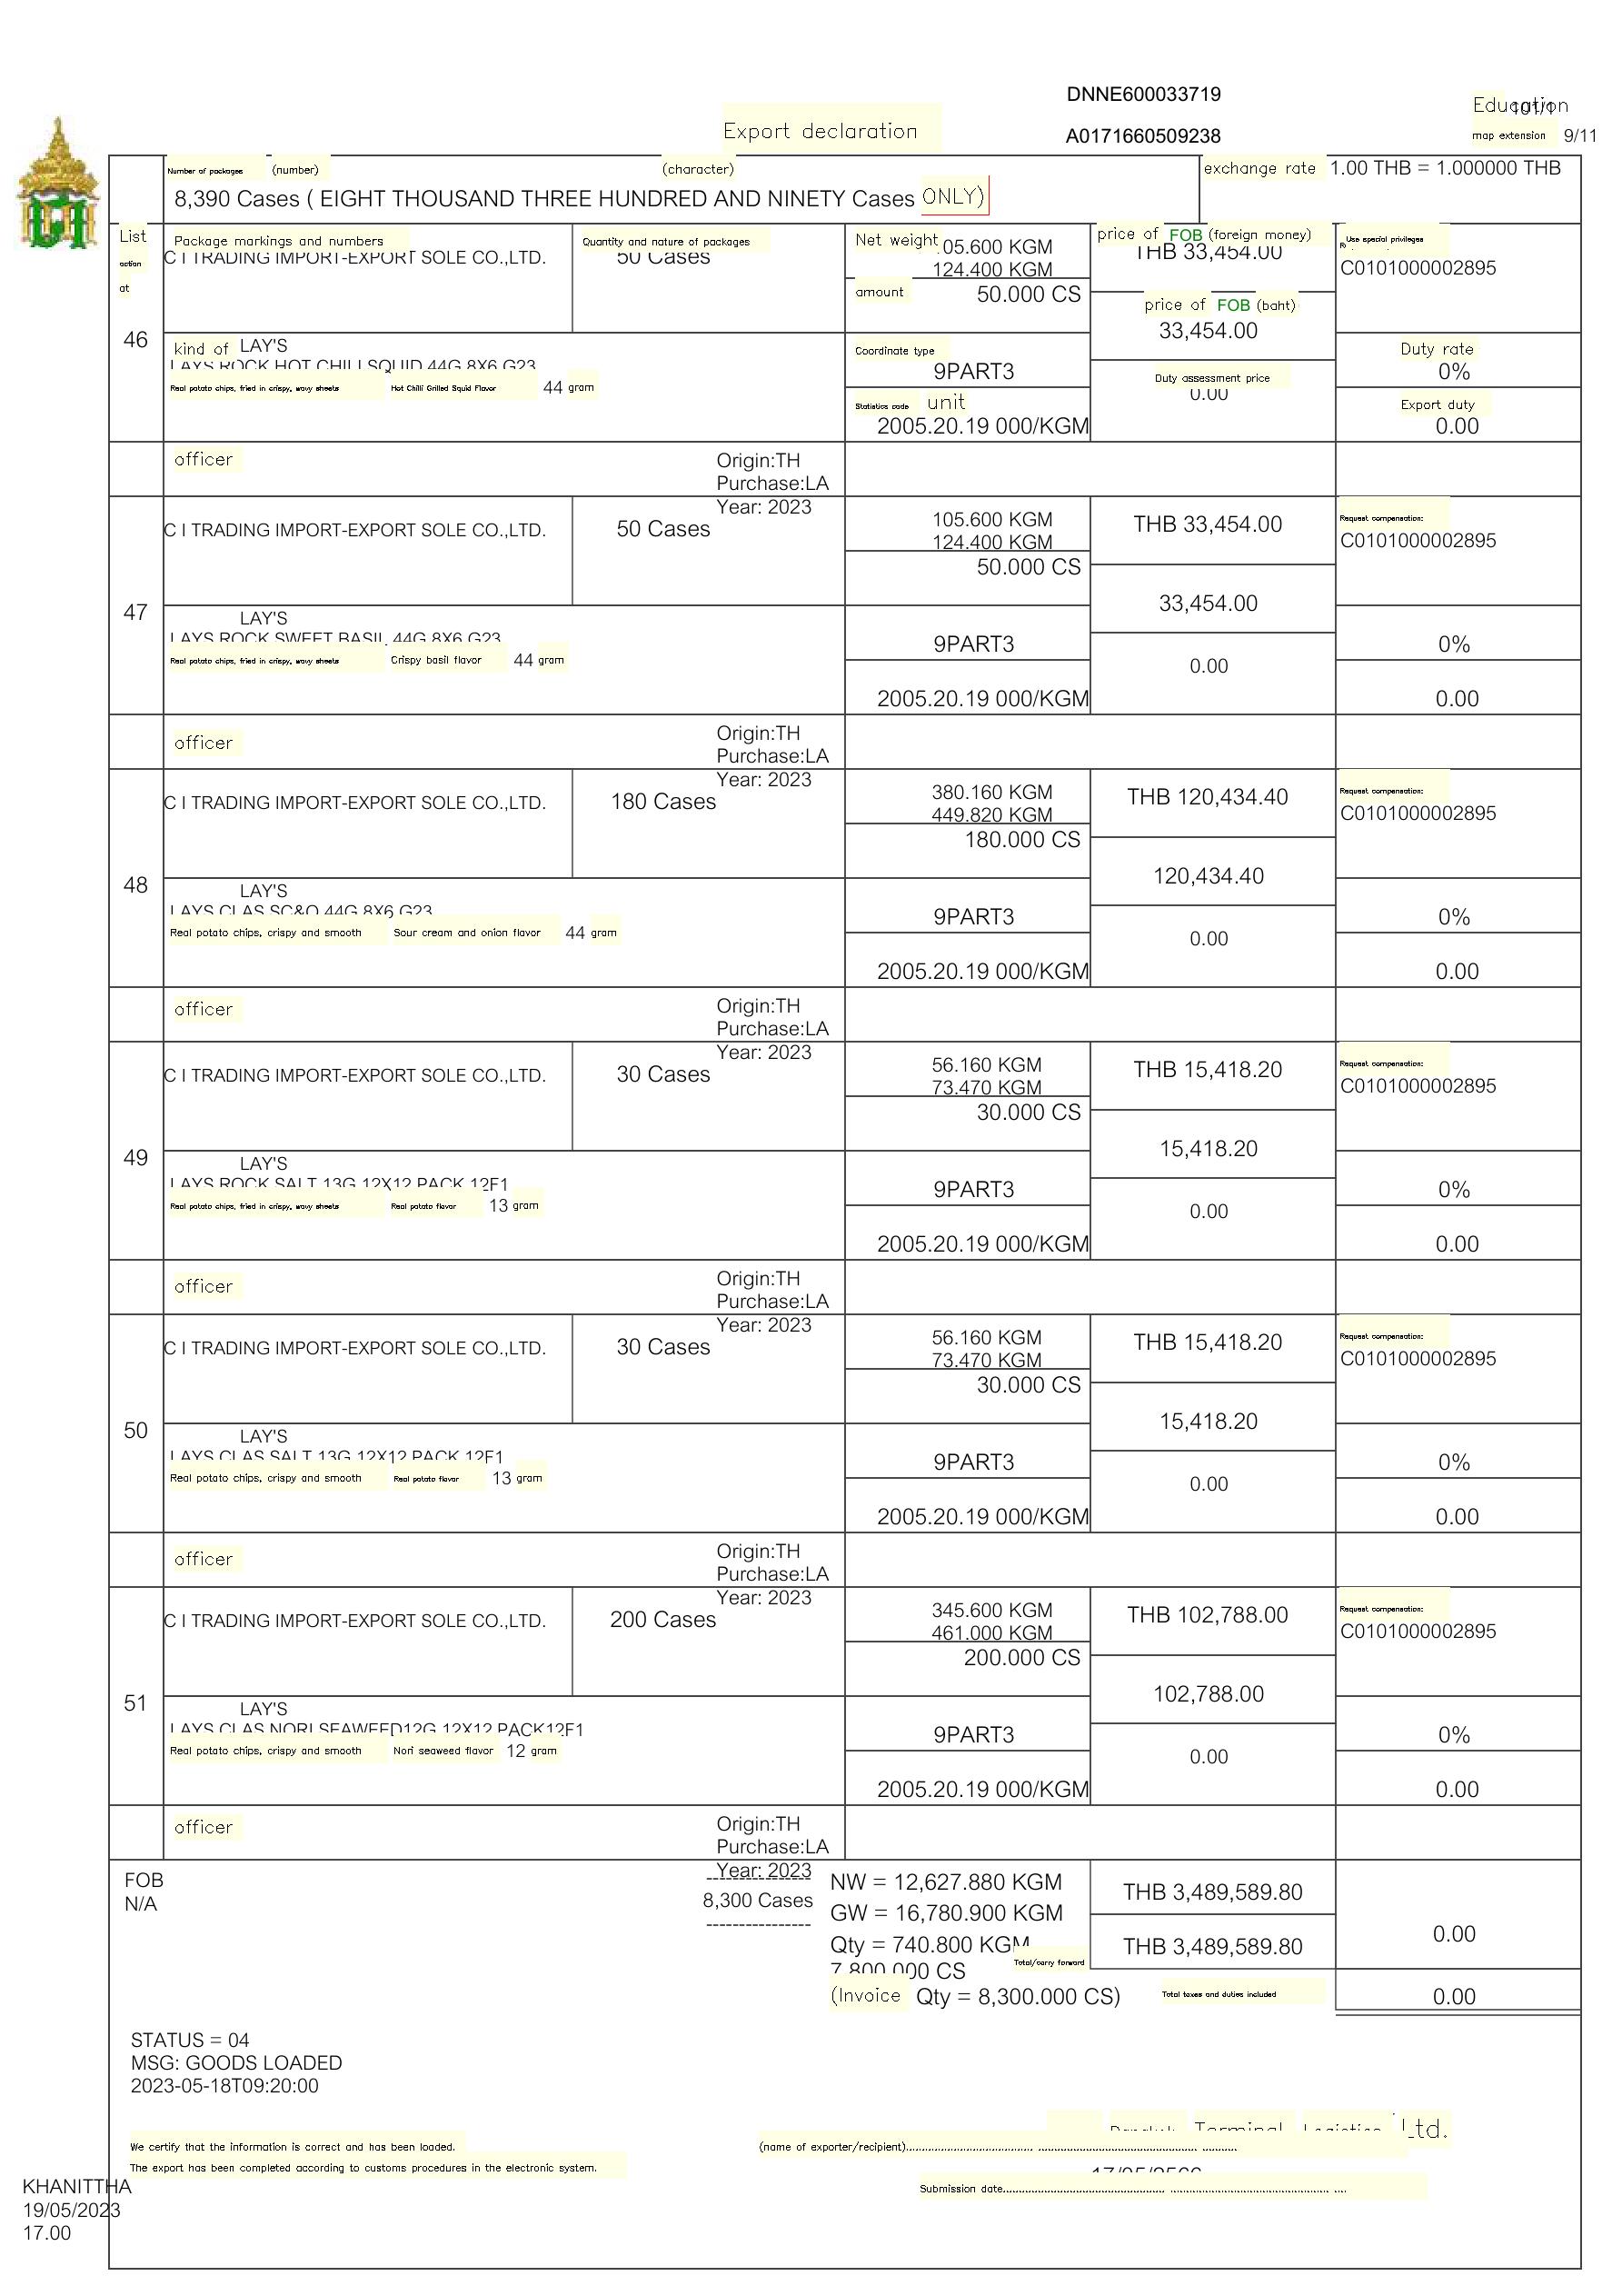 DNNE600033719
Export declaration
A0171660509238
map extension 9/11
Number of packages (number) (character)
8,390 Cases ( EIGHT THOUSAND THREE HUNDRED AND NINETY Cases ONLY)
exchange rate 1.00 THB = 1.000000 THB
List
action
at
Package markings and numbers
C I TRADING IMPORT-EXPORT SOLE CO.,LTD.
Quantity and nature of packages
50 Cases
Net weight 05.600 KGM
124.400 KGM
amount 50.000 CS
price of FOB (foreign money)
THB 33,454.00
price of FOB (baht)
33,454.00
Use special privileges
C0101000002895
46
kind of LAY'S
LAYS ROCK HOT CHILLSQUID 44G 8X6 G23
Real potato chips, fried in crispy, wavy sheets Hot Chilli Grilled Squid Flavor 44 gram
Coordinate type
9PART3
Statistics code unit
2005.20.19 000/KGM
Duty assessment price
0.00
Duty rate
0%
Export duty
0.00
officer
Origin:TH
Purchase:LA
Year: 2023
C I TRADING IMPORT-EXPORT SOLE CO.,LTD.
50 Cases
105.600 KGM
124.400 KGM
50.000 CS
THB 33,454.00
33,454.00
Request compensation:
C0101000002895
47
LAY'S
LAYS ROCK SWEET BASIL 44G 8X6 G23
Real potato chips, fried in crispy, wavy sheets Crispy basil flavor 44 gram
9PART3
2005.20.19 000/KGM
0.00
0%
0.00
officer
Origin:TH
Purchase:LA
Year: 2023
C I TRADING IMPORT-EXPORT SOLE CO.,LTD.
180 Cases
380.160 KGM
449.820 KGM
180.000 CS
THB 120,434.40
120,434.40
Request compensation:
C0101000002895
48
LAY'S
LAYS CLAS SC&O 44G 8X6 G23
Real potato chips, crispy and smooth Sour cream and onion flavor 44 gram
9PART3
2005.20.19 000/KGM
0.00
0%
0.00
officer
Origin:TH
Purchase:LA
Year: 2023
C I TRADING IMPORT-EXPORT SOLE CO.,LTD.
30 Cases
56.160 KGM
73.470 KGM
30.000 CS
THB 15,418.20
15,418.20
Request compensation:
C0101000002895
49
LAY'S
LAYS ROCK SALT 13G 12X12 PACK 12F1
Real potato chips, fried in crispy, wavy sheets Real potato flavor 13 gram
9PART3
2005.20.19 000/KGM
0.00
0%
0.00
officer
Origin:TH
Purchase:LA
Year: 2023
C I TRADING IMPORT-EXPORT SOLE CO.,LTD.
30 Cases
56.160 KGM
73.470 KGM
30.000 CS
THB 15,418.20
15,418.20
Request compensation:
C0101000002895
50
LAY'S
LAYS CLAS SALT 13G 12X12 PACK 12F1
Real potato chips, crispy and smooth Real potato flavor 13 gram
9PART3
2005.20.19 000/KGM
0.00
0%
0.00
officer
Origin:TH
Purchase:LA
Year: 2023
C I TRADING IMPORT-EXPORT SOLE CO.,LTD.
200 Cases
345.600 KGM
461.000 KGM
200.000 CS
THB 102,788.00
102,788.00
Request compensation:
C0101000002895
51
LAY'S
LAYS CLAS NORI SEAWEED12G 12X12 PACK12F1
Real potato chips, crispy and smooth Nori seaweed flavor 12 gram
9PART3
2005.20.19 000/KGM
0.00
0%
0.00
officer
Origin:TH
Purchase:LA
Year: 2023
FOB
N/A
8,300 Cases
NW = 12,627.880 KGM
GW = 16,780.900 KGM
Qty = 740.800 KGM
7,800.000 CS
Total/carry forward
(Invoice Qty = 8,300.000 CS)
THB 3,489,589.80
THB 3,489,589.80
0.00
Total taxes and duties included 0.00
STATUS = 04
MSG: GOODS LOADED
2023-05-18T09:20:00
Terminal Logistics Ltd.
We certify that the information is correct and has been loaded.
The export has been completed according to customs procedures in the electronic system.
(name of exporter/recipient)
17/05/2566
Submission date
KHANITTHA
19/05/2023
17.00